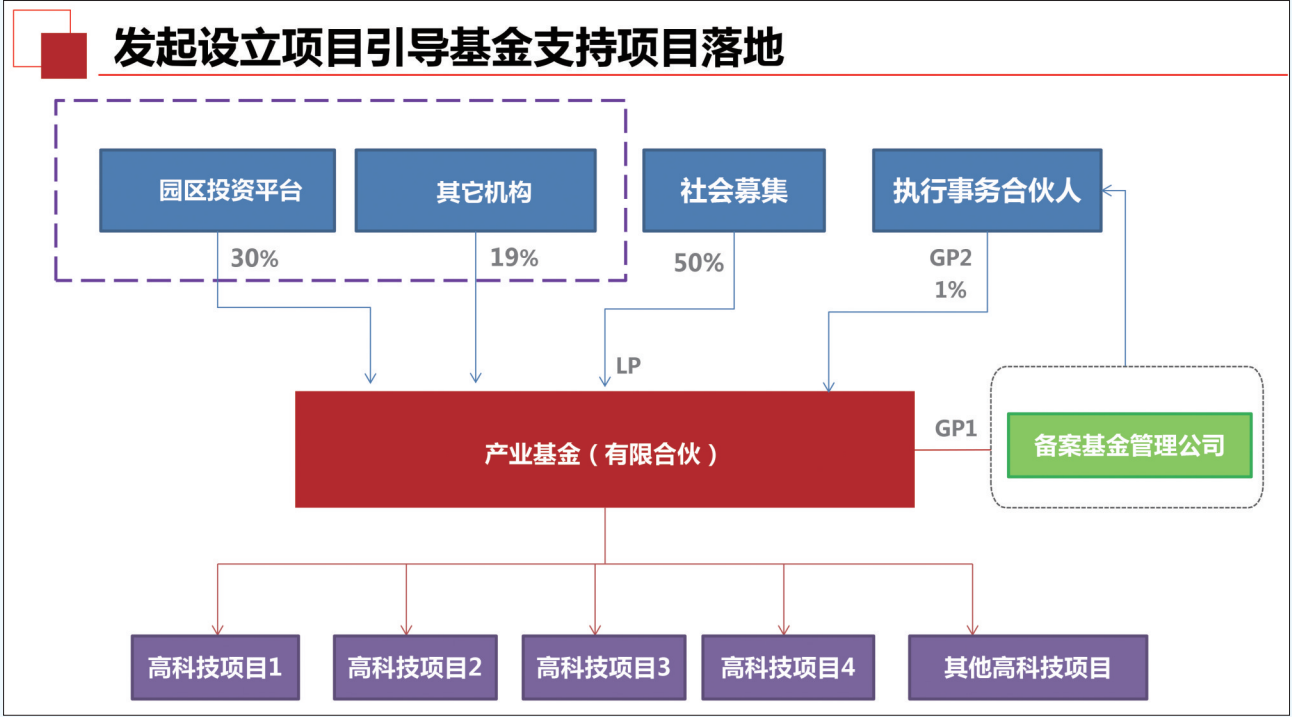 发起设立项目引导基金支持项目落地
园区投资平台
其它机构
社会募集
执行事务合伙人
30%
19%
50%
GP2
1%
LP
产业基金（有限合伙）
GP1
备案基金管理公司
高科技项目1
高科技项目2
高科技项目3
高科技项目4
其他高科技项目